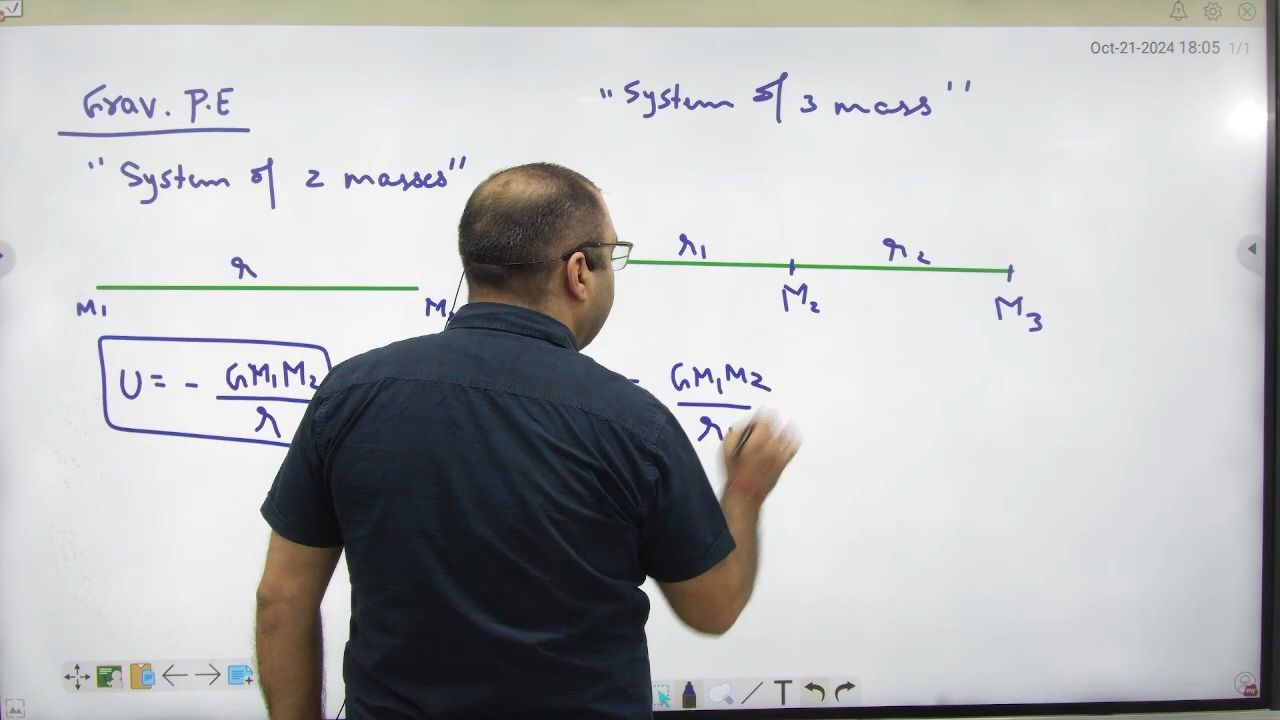 Oct-21-2024 18:05 1/1
Grav. P.E
"System of 2 masses"
r
M1
U = - GM1M2
r
"System of 3 mass"
r1 r2
M2 M3
- GM1M2
r
T